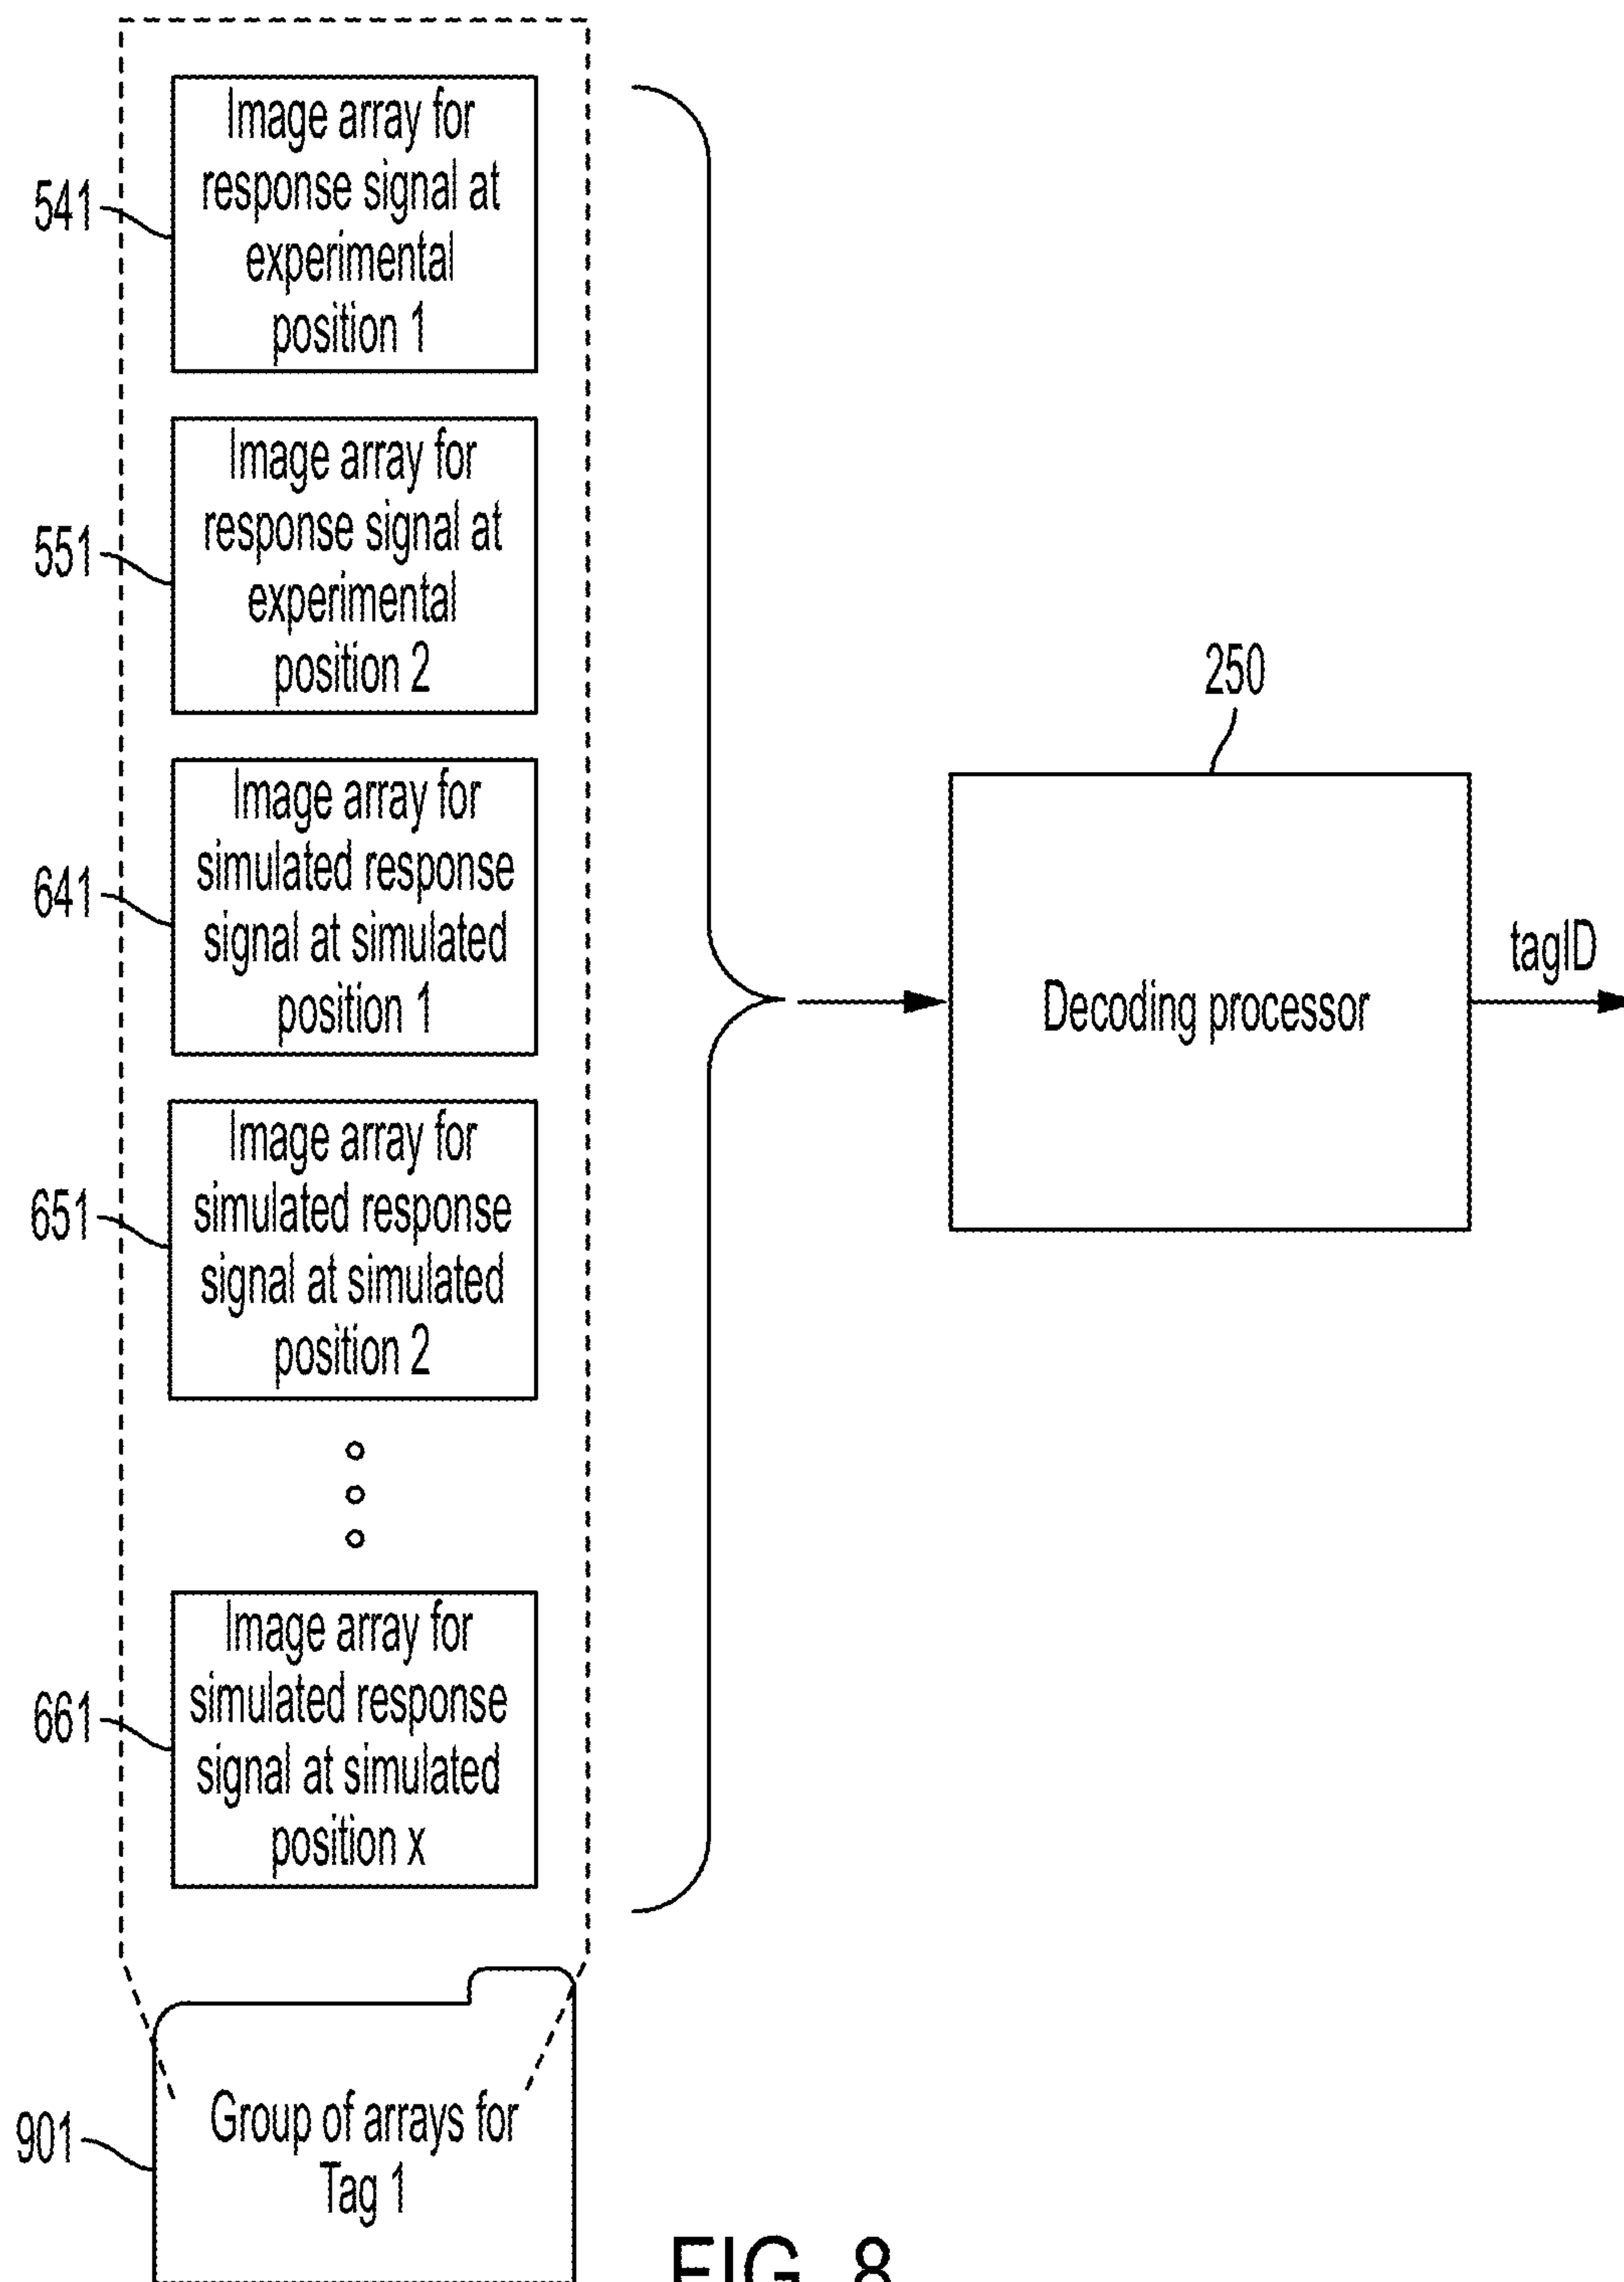 541
Image array for
response signal at
experimental
position 1
551
Image array for
response signal at
experimental
position 2
641
Image array for
simulated response
signal at simulated
position 1
651
Image array for
simulated response
signal at simulated
position 2
661
Image array for
simulated response
signal at simulated
position x
250
Decoding processor
tagID
901
Group of arrays for
Tag 1
FIG. 8